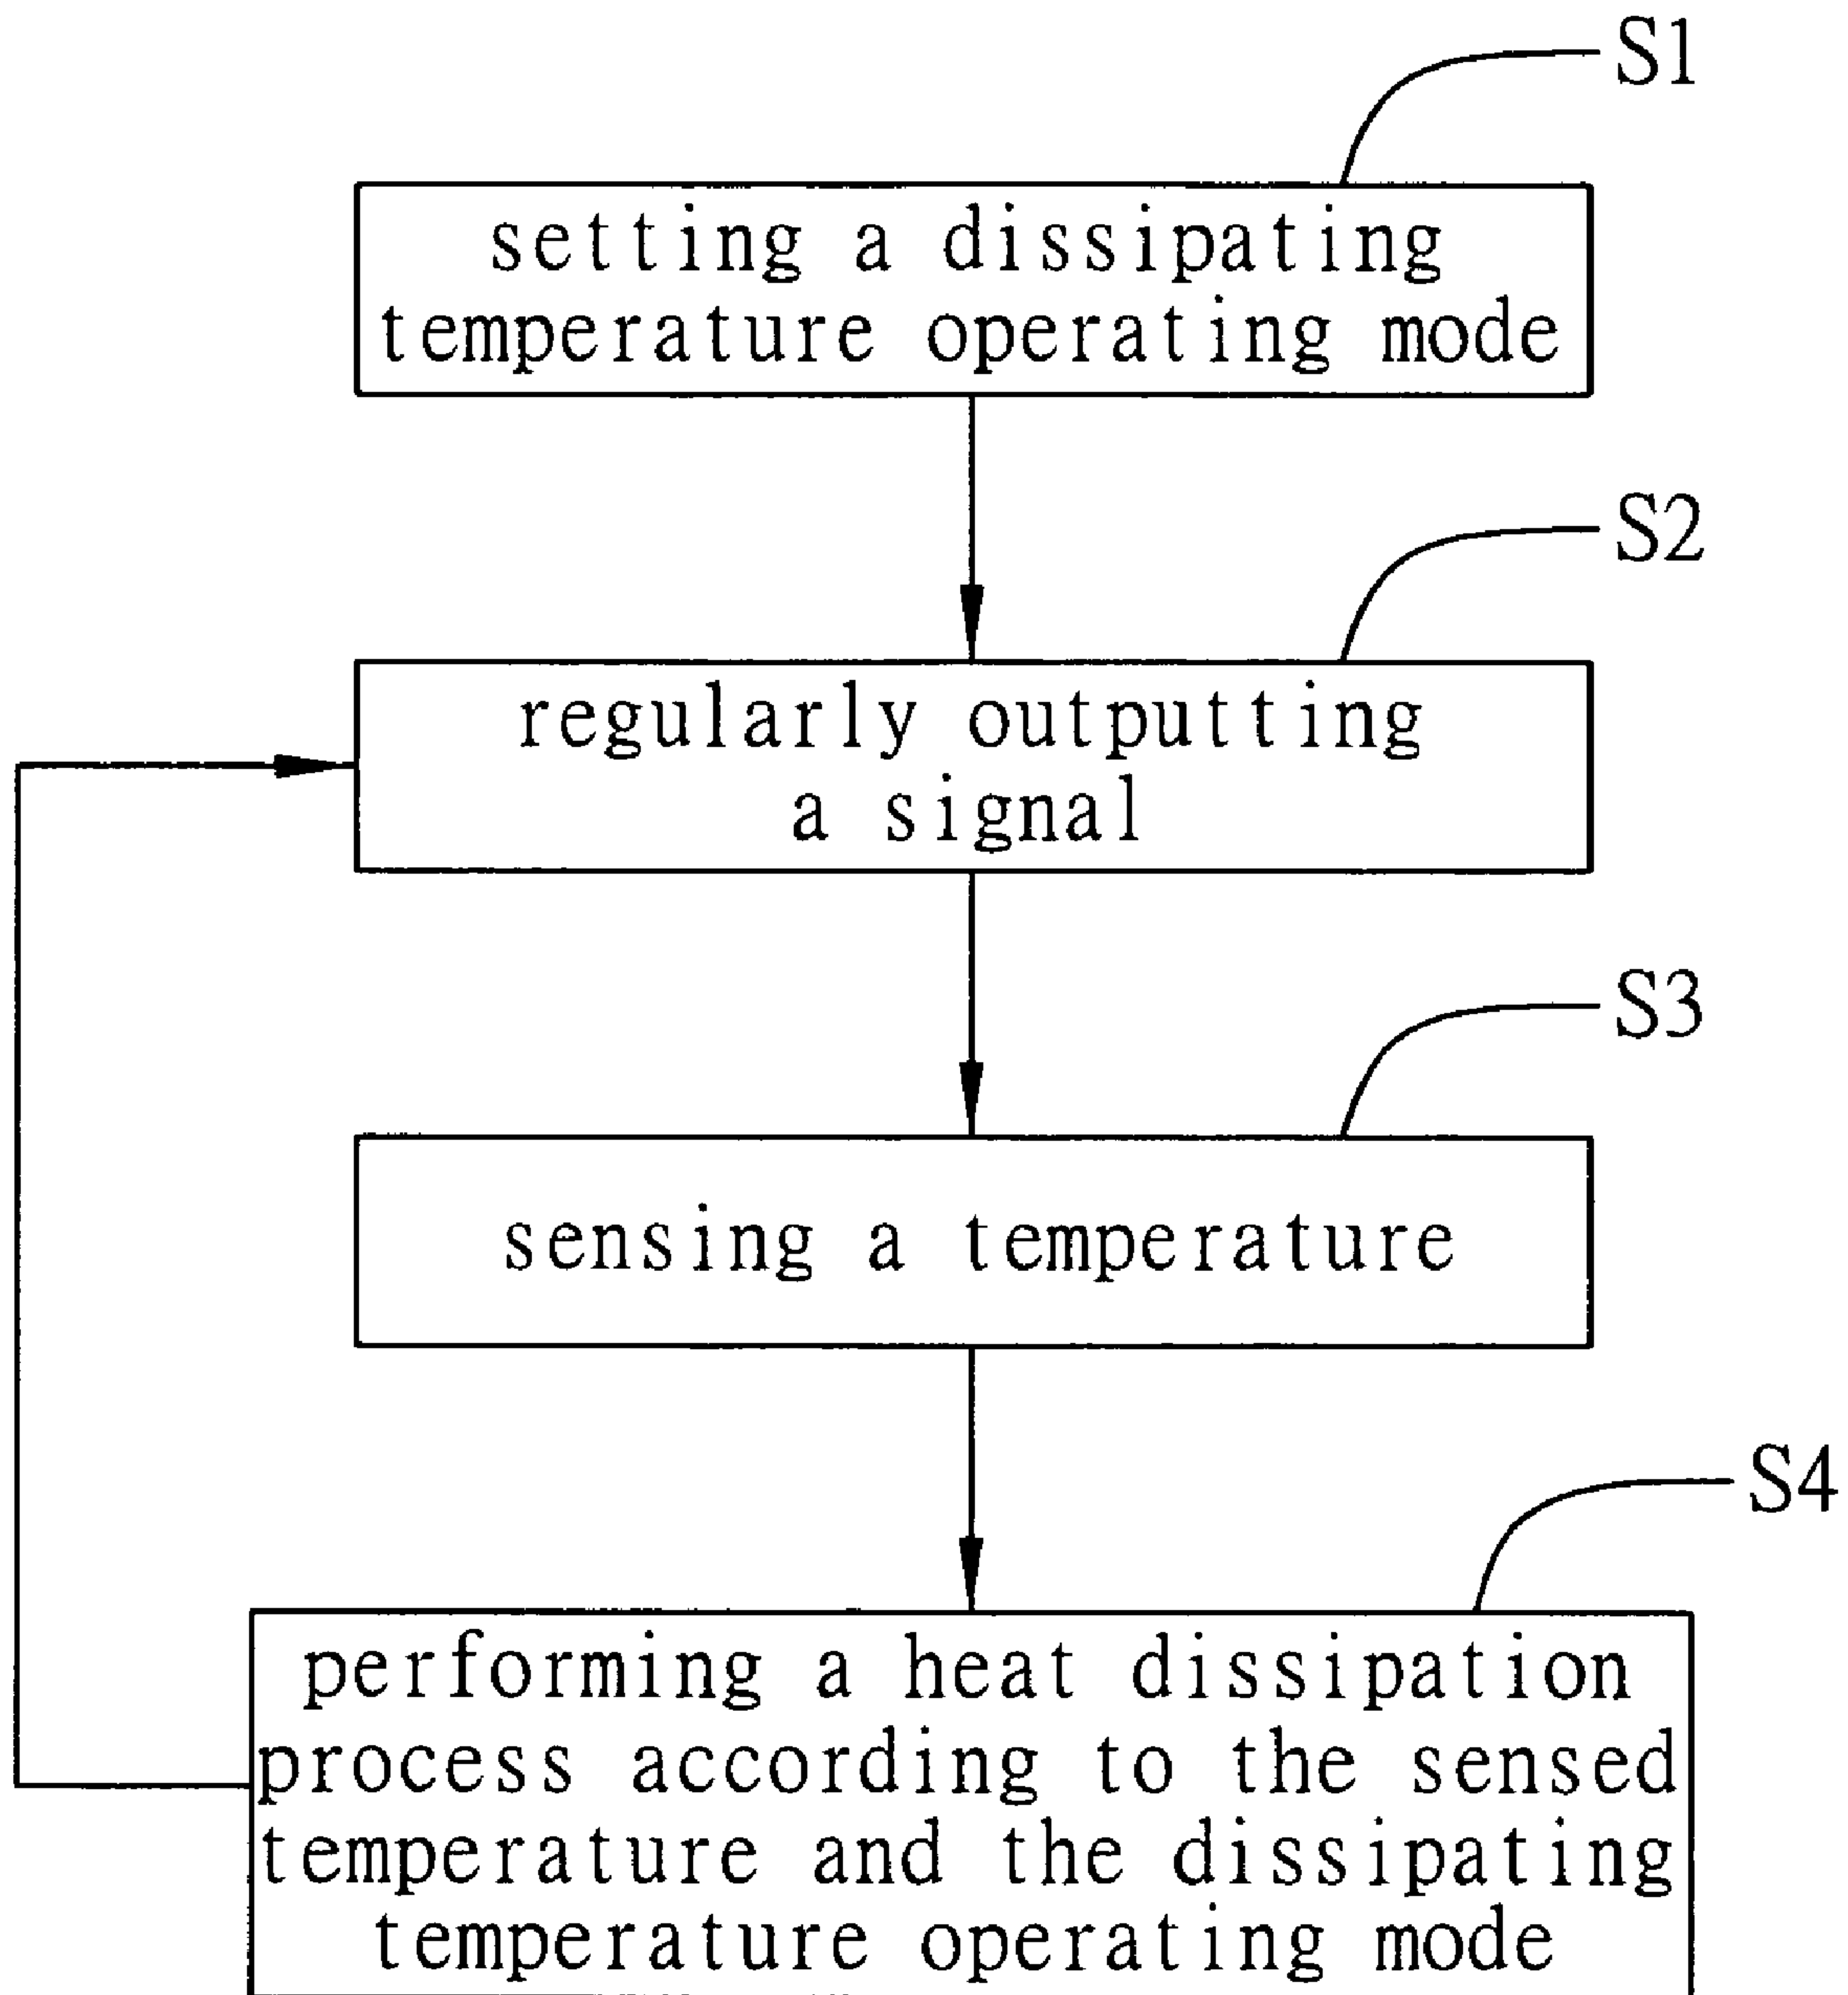 S1
setting a dissipating
temperature operating mode
S2
regularly outputting
a signal
S3
sensing a temperature
S4
performing a heat dissipation
process according to the sensed
temperature and the dissipating
temperature operating mode